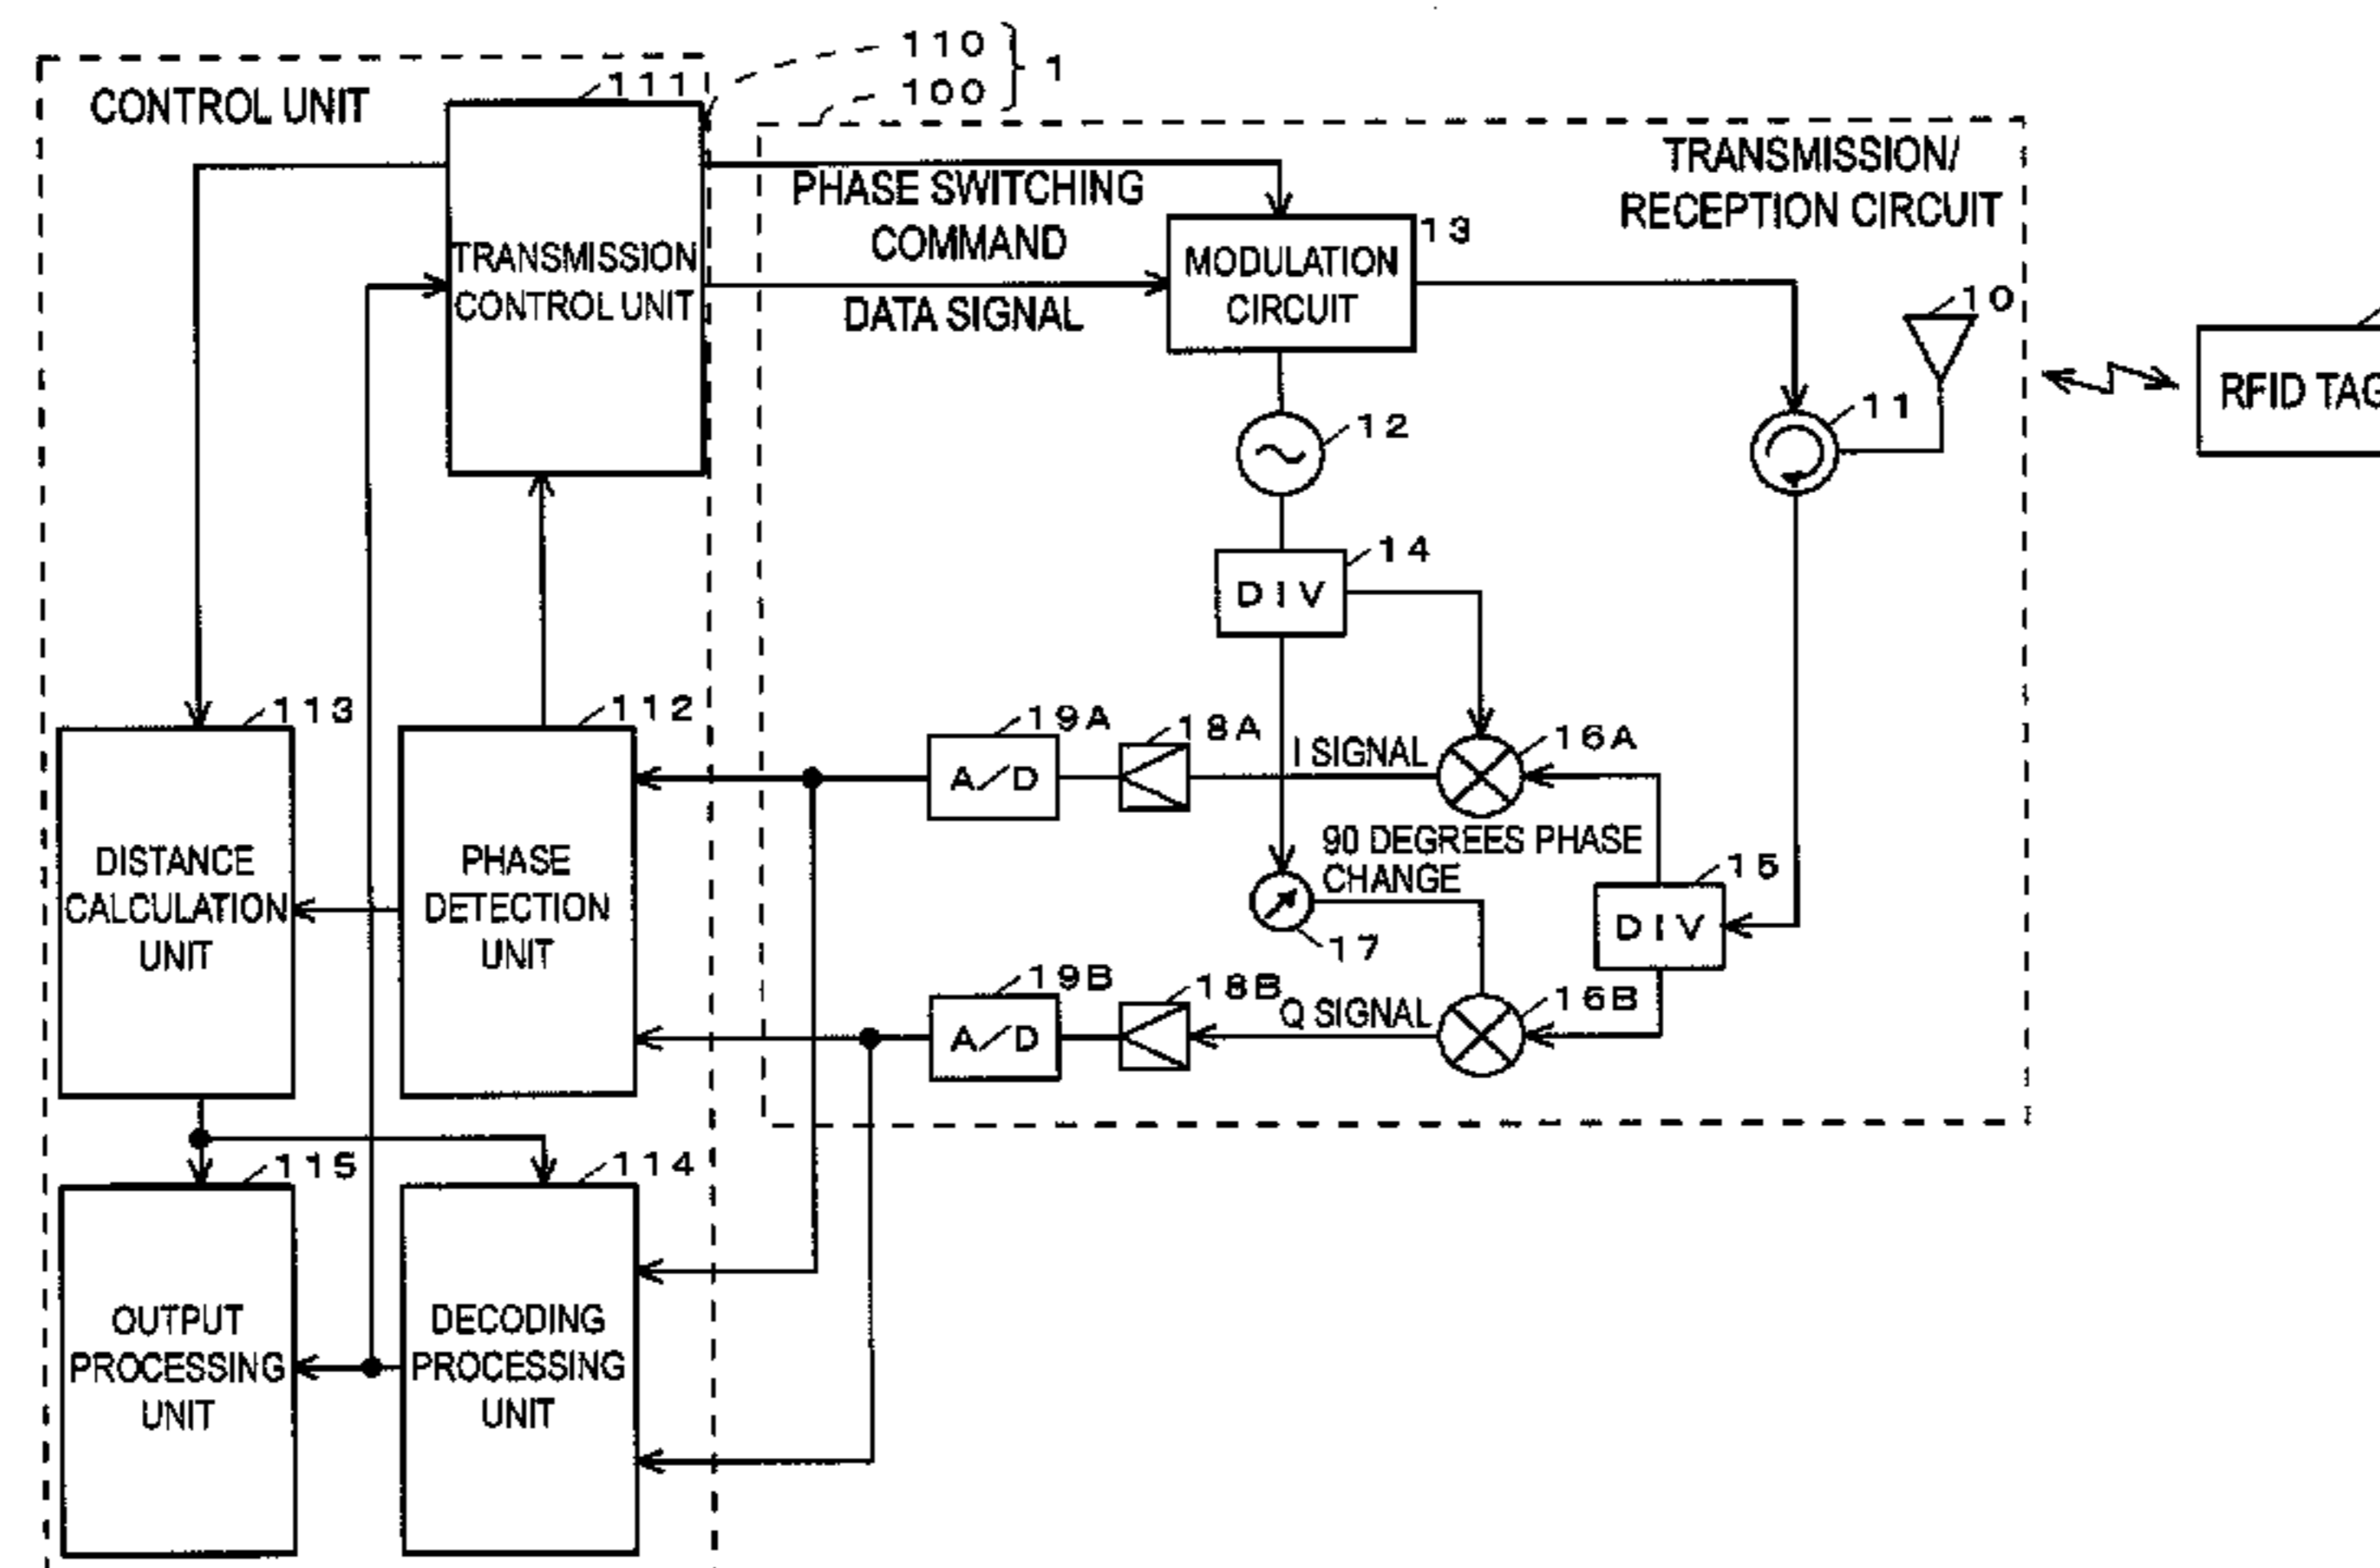 110
100
1
CONTROL UNIT
111
TRANSMISSION/
RECEPTION CIRCUIT
PHASE SWITCHING
COMMAND
DATA SIGNAL
TRANSMISSION
CONTROL UNIT
13
MODULATION
CIRCUIT
10
11
RFID TAG
12
14
DIV
113
112
19A
18A
I SIGNAL
16A
A/D
DISTANCE
CALCULATION
UNIT
PHASE
DETECTION
UNIT
90 DEGREES PHASE
CHANGE
15
DIV
17
19B
18B
Q SIGNAL
16B
A/D
115
114
OUTPUT
PROCESSING
UNIT
DECODING
PROCESSING
UNIT